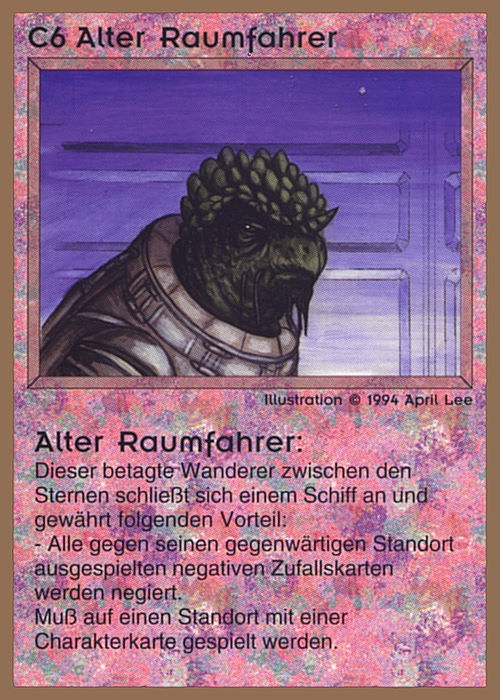 C6 Alter Raumfahrer
Illustration © 1994 April Lee
Alter Raumfahrer:
Dieser betagte Wanderer zwischen den
Sternen schließt sich einem Schiff an und
gewährt folgenden Vorteil:
- Alle gegen seinen gegenwärtigen Standort
ausgespielten negativen Zufallskarten
werden negiert.
Muß auf einen Standort mit einer
Charakterkarte gespielt werden.